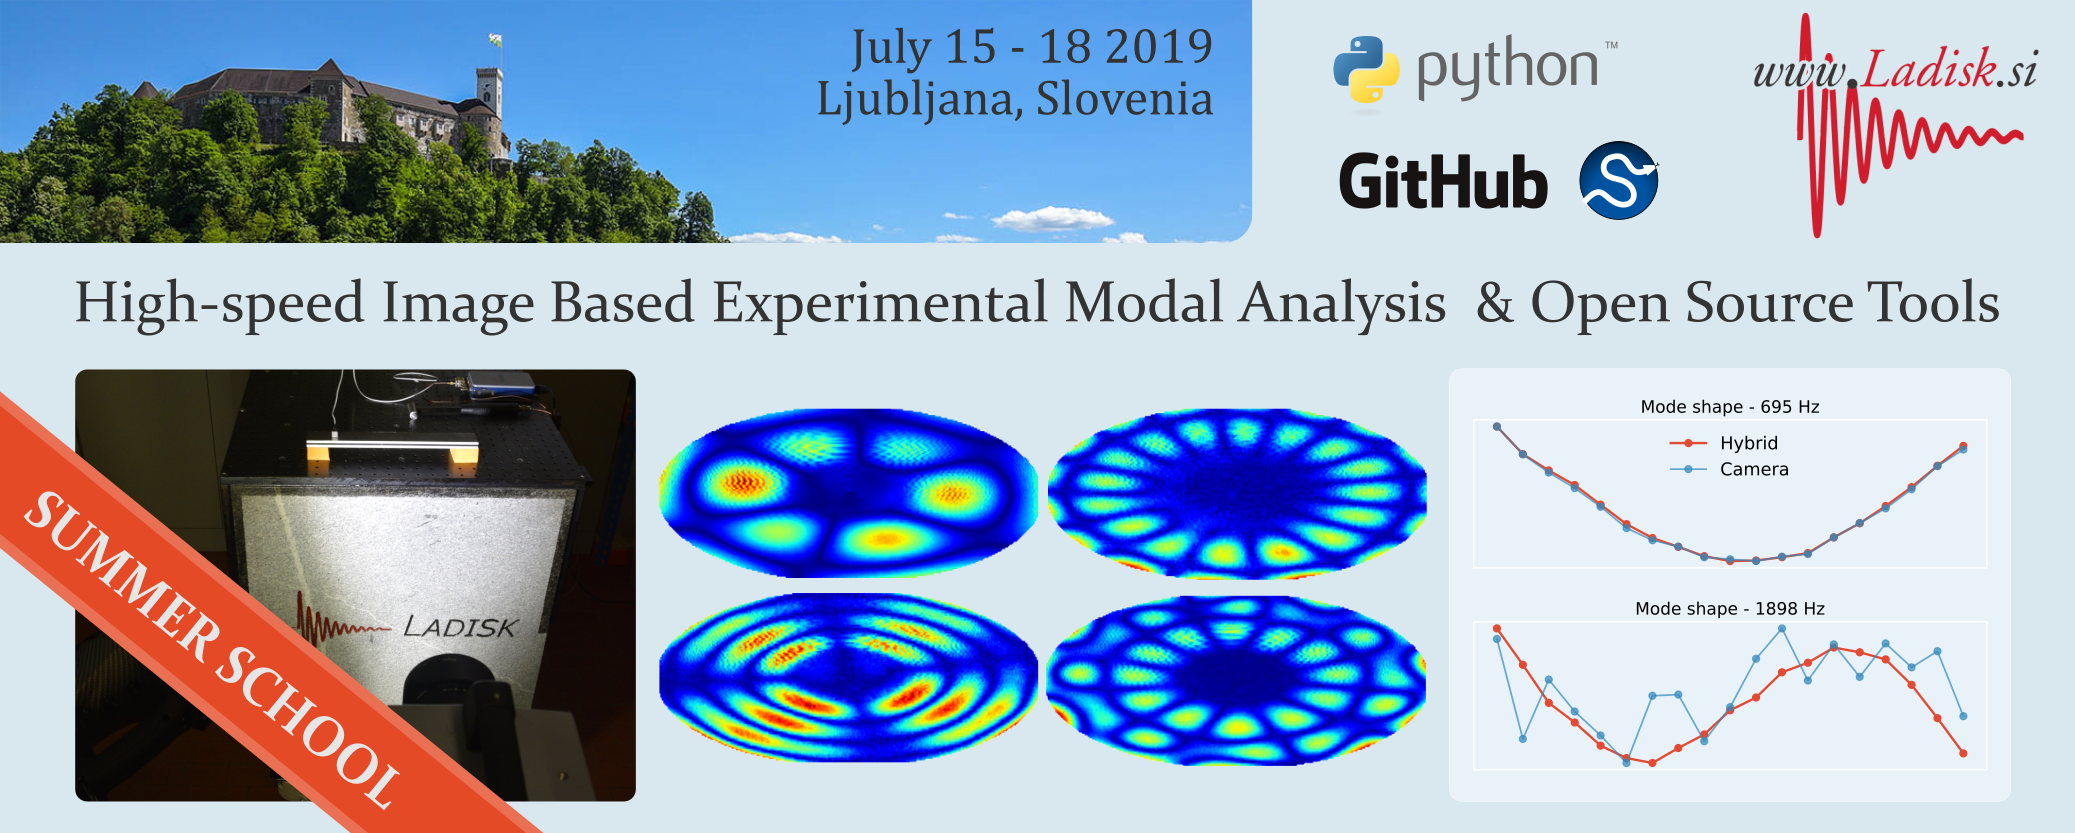 July 15 - 18 2019
Ljubljana, Slovenia
python™
GitHub
www.Ladisk.si
High-speed Image Based Experimental Modal Analysis & Open Source Tools
SUMMER SCHOOL
LADISK
Mode shape - 695 Hz
Hybrid
Camera
Mode shape - 1898 Hz